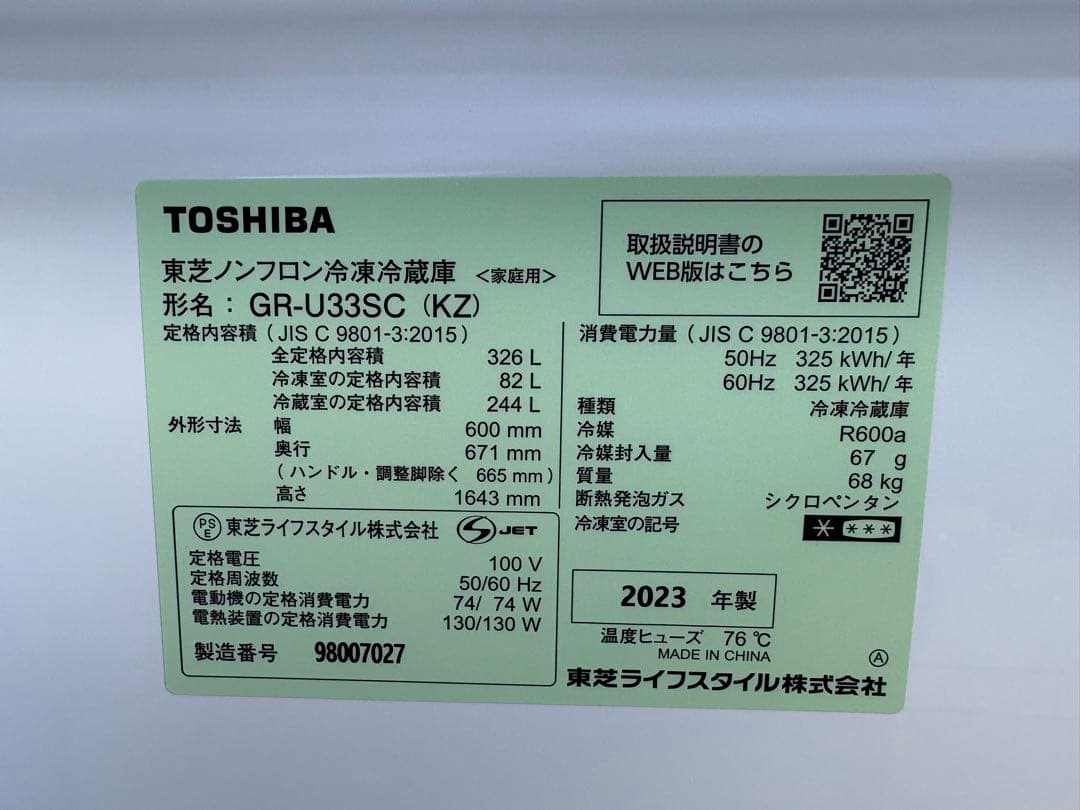 TOSHIBA
東芝ノンフロン冷凍冷蔵庫 <家庭用>
形名：GR-U33SC (KZ)
取扱説明書の
WEB版はこちら
定格内容積 ( JIS C 9801-3:2015 )
全定格内容積 326 L
冷凍室の定格内容積 82 L
冷蔵室の定格内容積 244 L
外形寸法 幅 600 mm
奥行 671 mm
( ハンドル・調整脚除く 665 mm )
高さ 1643 mm
消費電力量 ( JIS C 9801-3:2015 )
50Hz 325 kWh/年
60Hz 325 kWh/年
種類 冷凍冷蔵庫
冷媒 R600a
冷媒封入量 67 g
質量 68 kg
断熱発泡ガス シクロペンタン
冷凍室の記号 * ***
PSE 東芝ライフスタイル株式会社 S JET
定格電圧 100 V
定格周波数 50/60 Hz
電動機の定格消費電力 74/ 74 W
電熱装置の定格消費電力 130/130 W
製造番号 98007027
2023 年製
温度ヒューズ 76 ℃
MADE IN CHINA
Ⓐ
東芝ライフスタイル株式会社